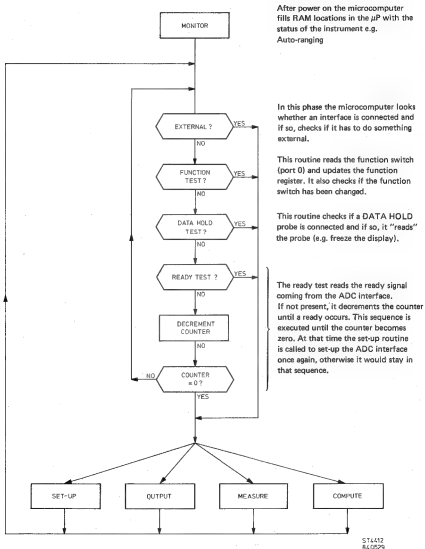 After power on the microcomputer
fills RAM locations in the µP with the
status of the instrument e.g.
Auto-ranging
MONITOR
In this phase the microcomputer looks
whether an interface is connected and
if so, checks if it has to do something
external.
EXTERNAL ?
YES
NO
This routine reads the function switch
(port 0) and updates the function
register. It also checks if the function
switch has been changed.
FUNCTION
TEST ?
YES
NO
This routine checks if a DATA HOLD
probe is connected and if so, it "reads"
the probe (e.g. freeze the display).
DATA HOLD
TEST ?
YES
NO
READY TEST ?
YES
NO
The ready test reads the ready signal
coming from the ADC interface.
If not present, it decrements the counter
until a ready occurs. This sequence is
executed until the counter becomes
zero. At that time the set-up routine
is called to set-up the ADC interface
once again, otherwise it would stay in
that sequence.
DECREMENT
COUNTER
NO
NO
COUNTER
= 0 ?
YES
SET-UP
OUTPUT
MEASURE
COMPUTE
ST4412
840529